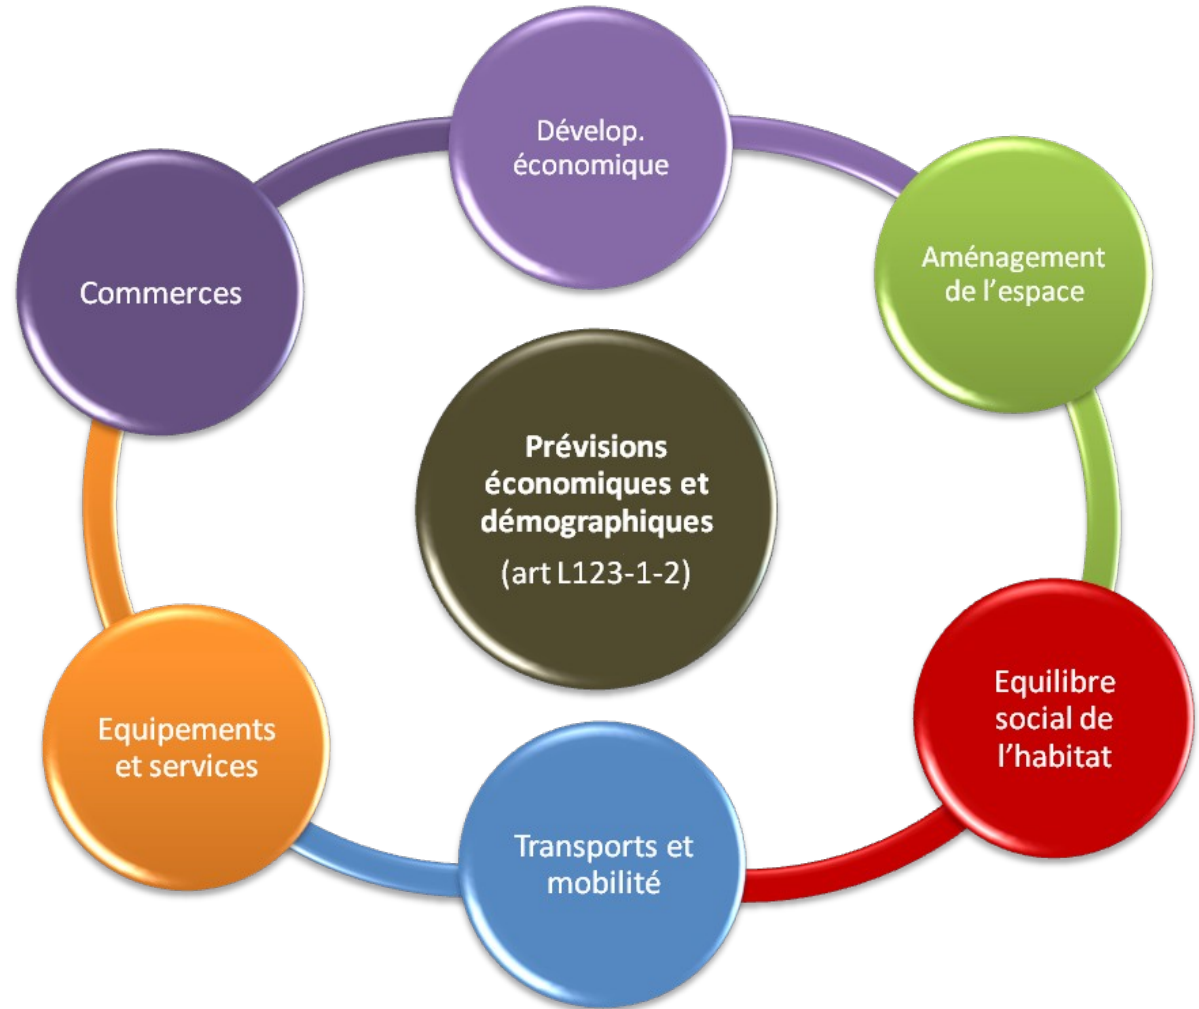 Dévelop.
économique
Aménagement
de l’espace
Commerces
Prévisions
économiques et
démographiques
(art L123-1-2)
Equilibre
social de
l’habitat
Equipements
et services
Transports et
mobilité